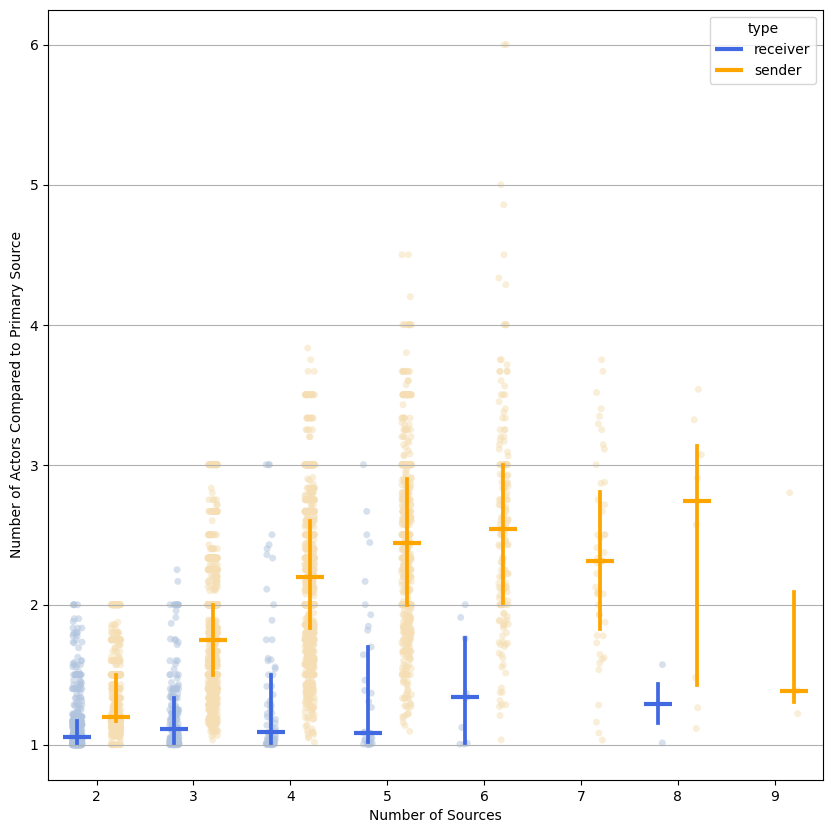 type
receiver
sender
6
5
4
3
2
1
Number of Actors Compared to Primary Source
2 3 4 5 6 7 8 9
Number of Sources